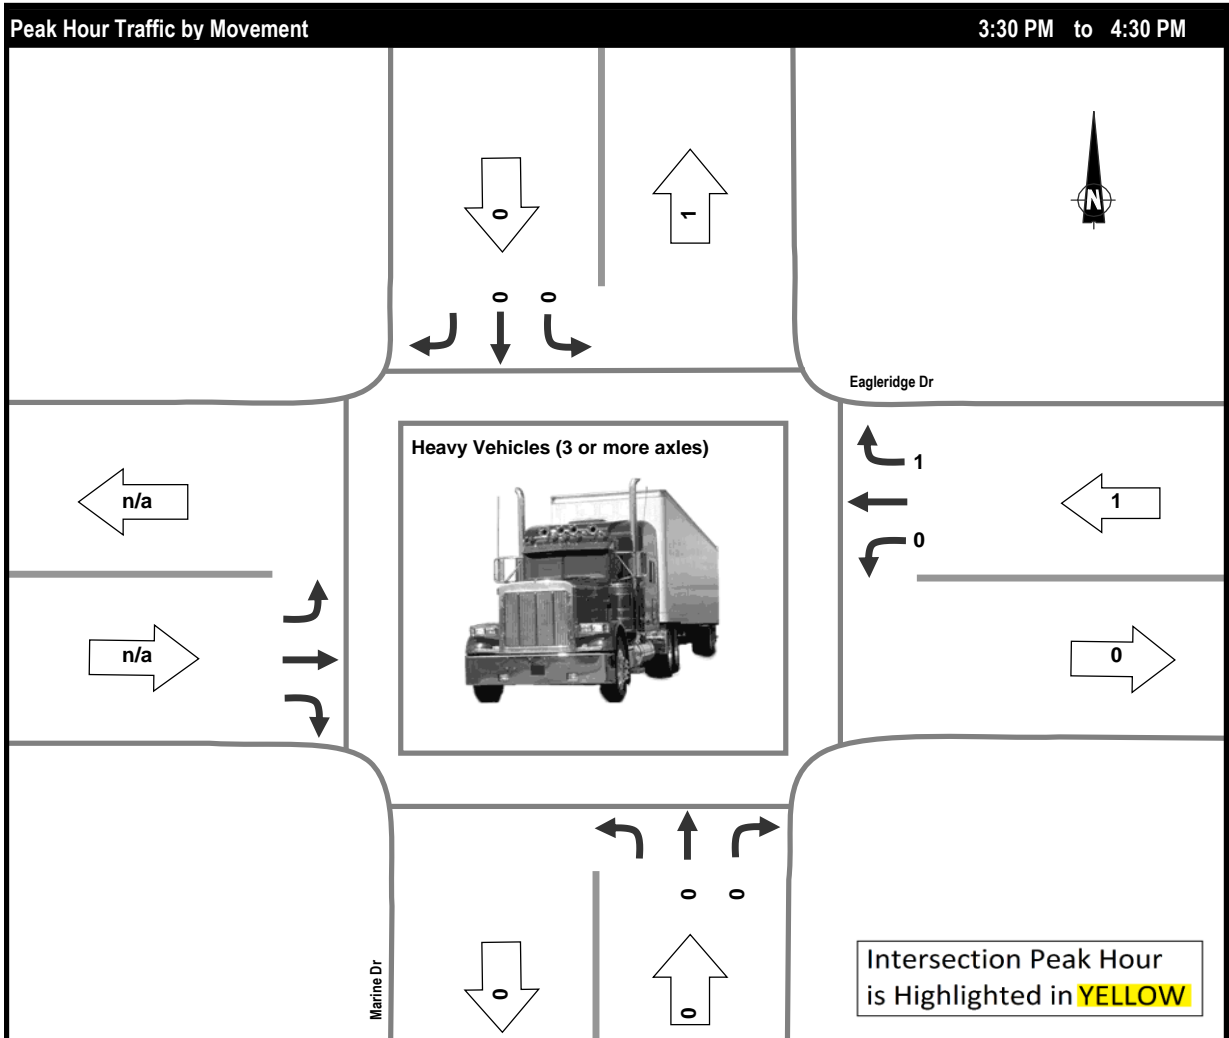 Peak Hour Traffic by Movement
3:30 PM to 4:30 PM
0
1
N
0 0
Eagleridge Dr
Heavy Vehicles (3 or more axles)
1
n/a
1
0
n/a
0
0 0
Marine Dr
0
0
Intersection Peak Hour
is Highlighted in YELLOW